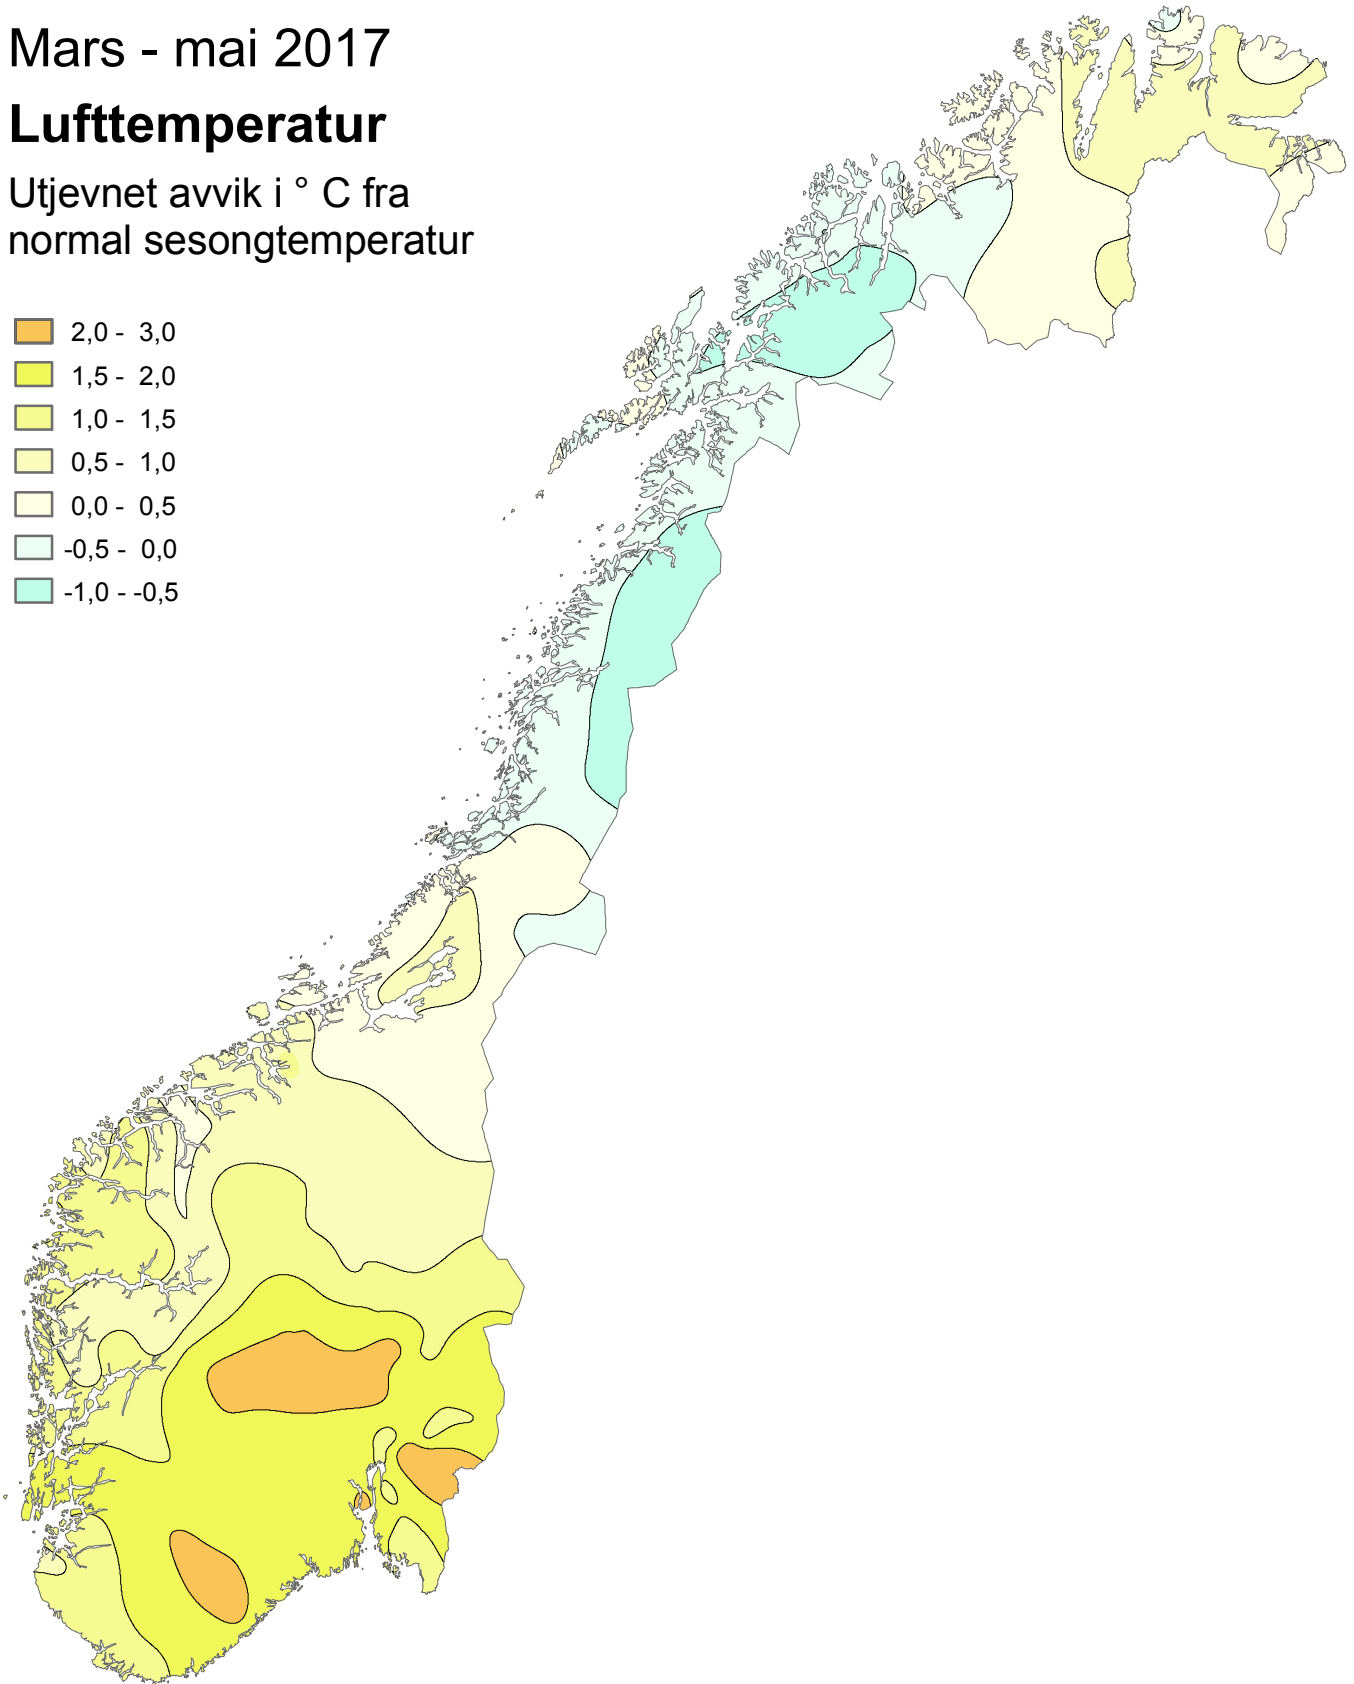 Mars - mai 2017
Lufttemperatur
Utjevnet avvik i ° C fra
normal sesongtemperatur
2,0 - 3,0
1,5 - 2,0
1,0 - 1,5
0,5 - 1,0
0,0 - 0,5
-0,5 - 0,0
-1,0 - -0,5